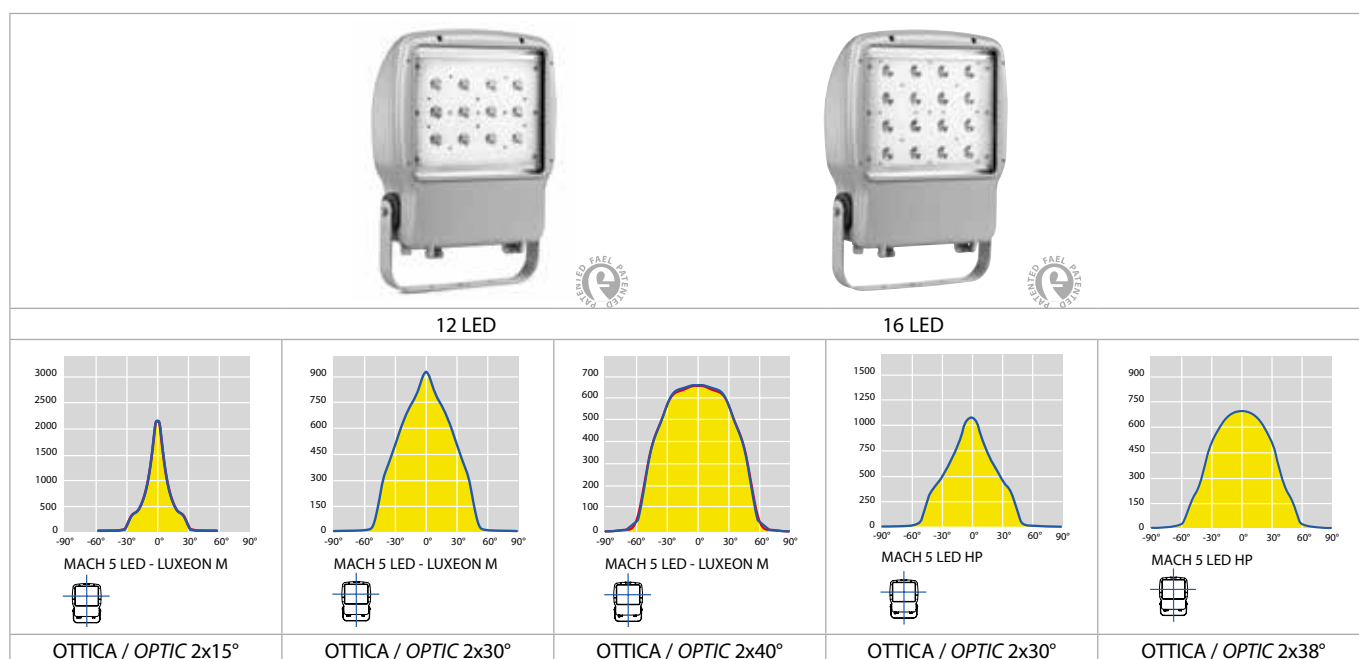 PATENTED FAEL PATENTED
PATENTED FAEL PATENTED
12 LED
16 LED
3000
2500
2000
1500
1000
500
0
-90° -60 -30 0° 30° 60° 90°
MACH 5 LED - LUXEON M
OTTICA / OPTIC 2x15°
900
750
600
450
300
150
0
-90° -60 -30 0° 30° 60° 90°
MACH 5 LED - LUXEON M
OTTICA / OPTIC 2x30°
700
600
500
400
300
200
100
0
-90° -60 -30 0° 30° 60° 90°
MACH 5 LED - LUXEON M
OTTICA / OPTIC 2x40°
1500
1250
1000
750
500
250
0
-90° -60 -30 0° 30° 60° 90°
MACH 5 LED HP
OTTICA / OPTIC 2x30°
900
750
600
450
300
150
0
-90° -60 -30 0° 30° 60° 90°
MACH 5 LED HP
OTTICA / OPTIC 2x38°